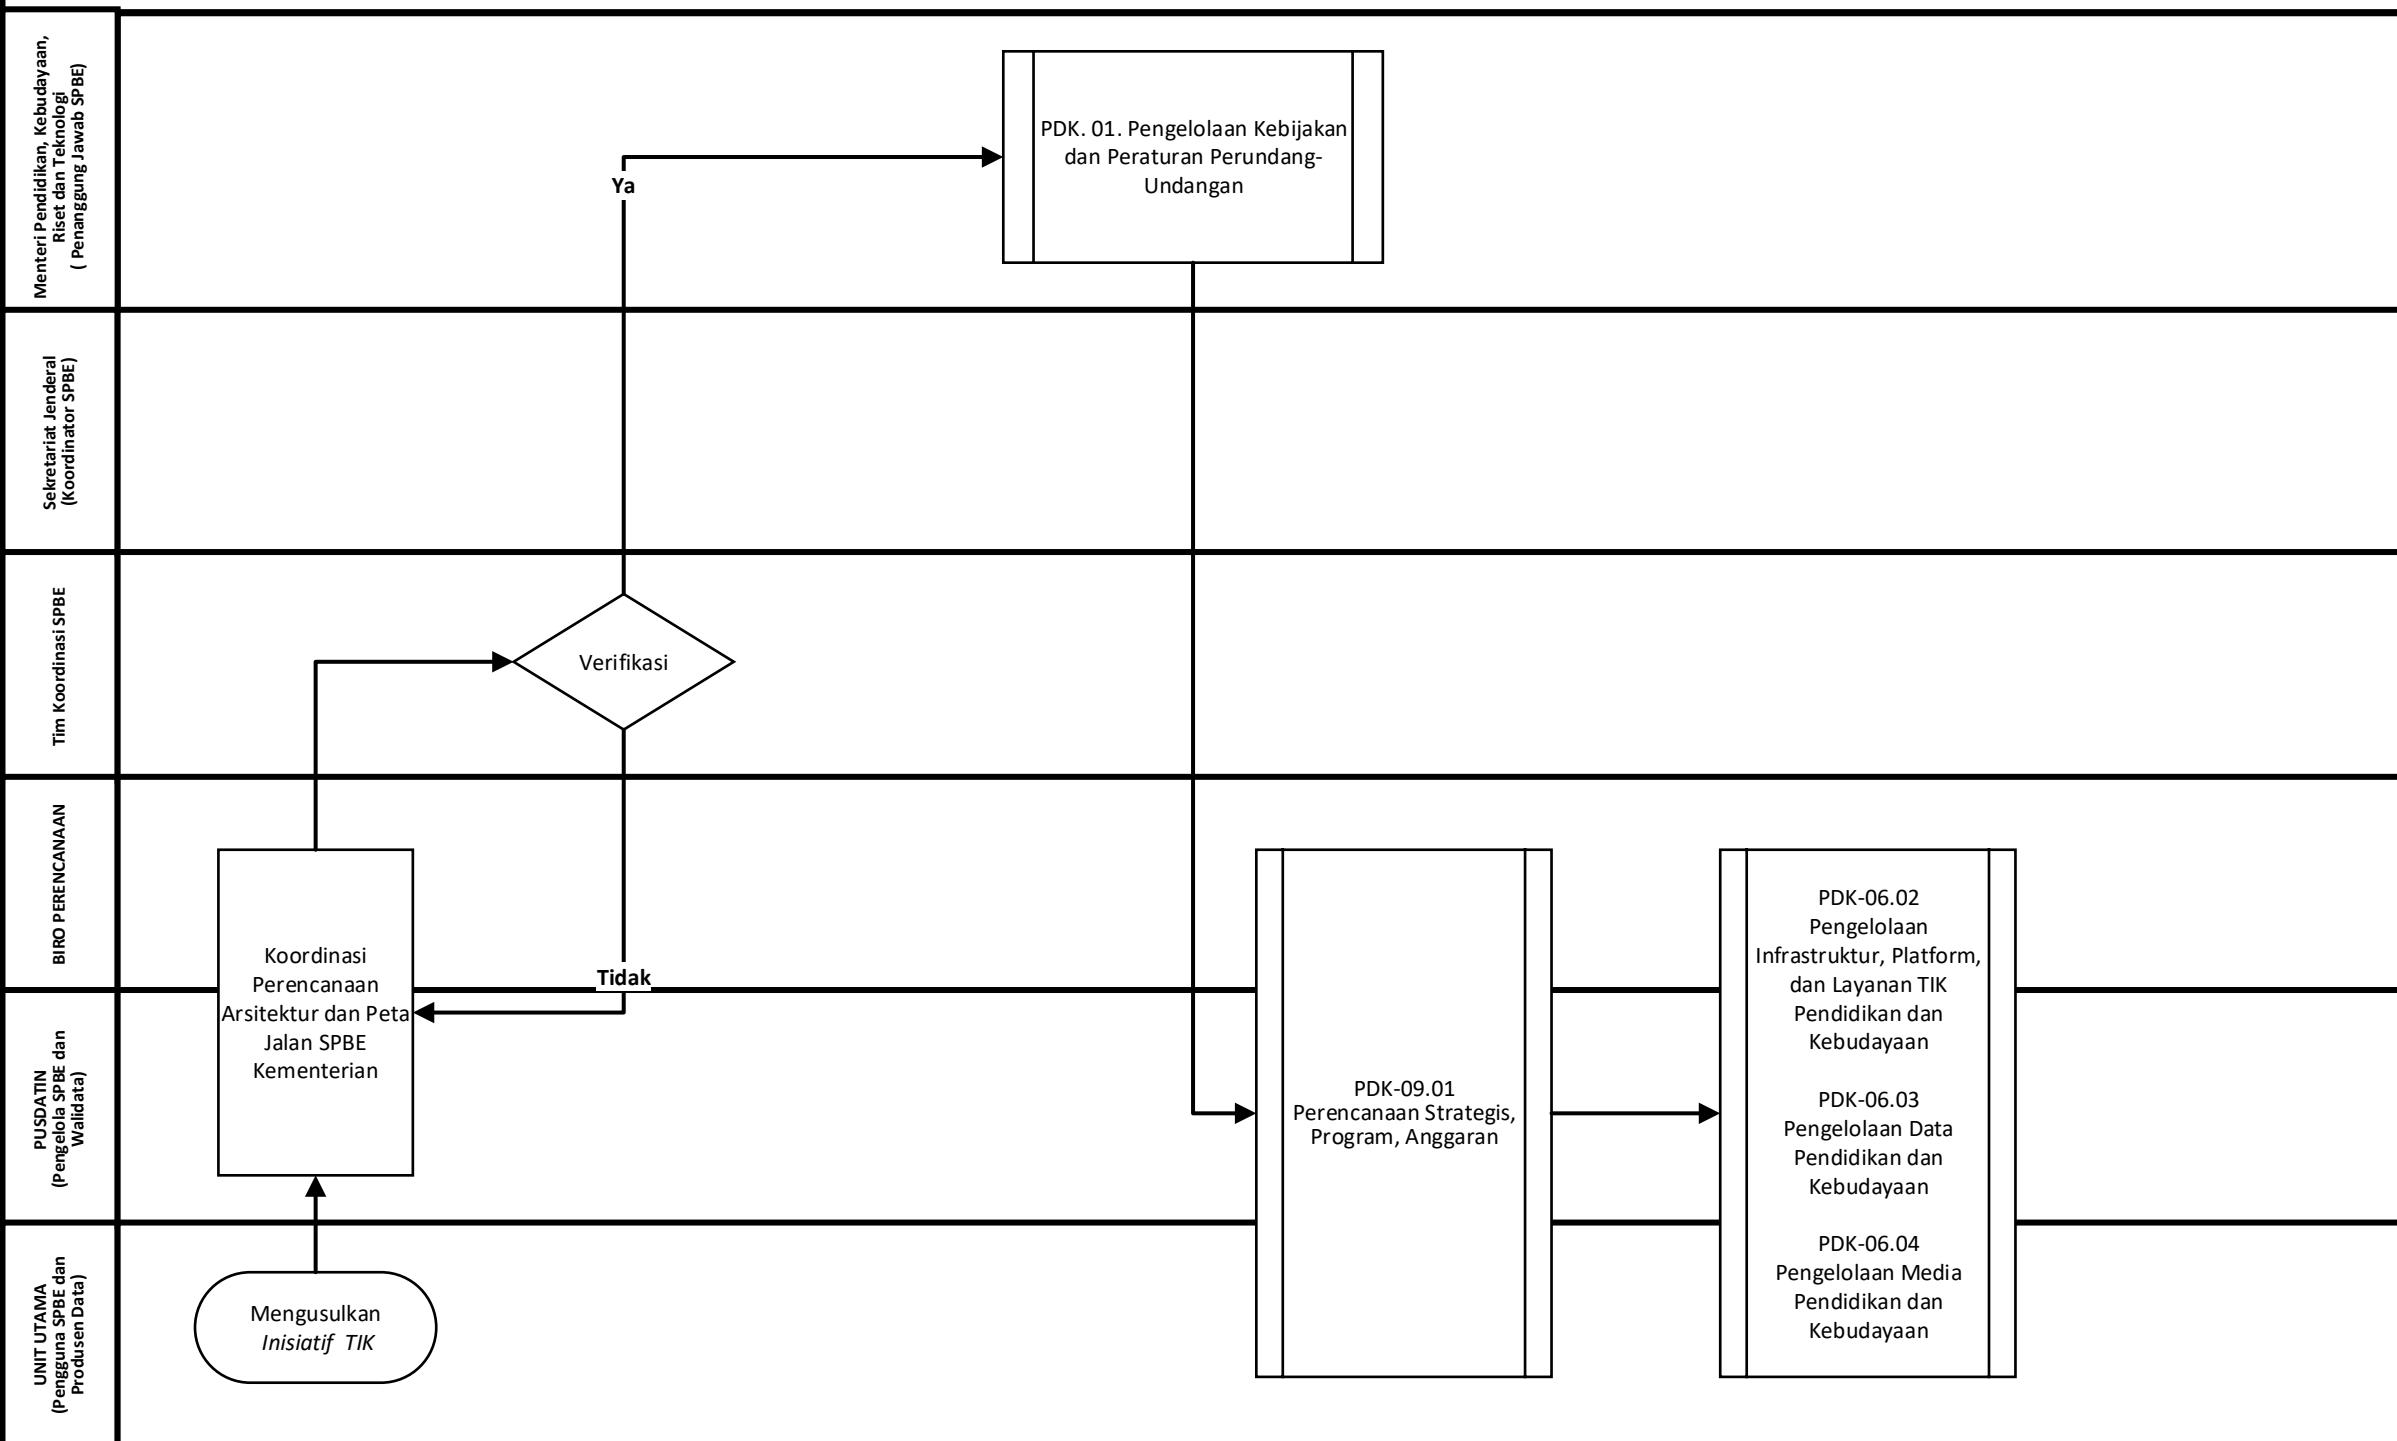 Menteri Pendidikan, Kebudayaan,
Riset dan Teknologi
( Penanggung Jawab SPBE)
PDK. 01. Pengelolaan Kebijakan
dan Peraturan Perundang-
Undangan
Ya
Sekretariat Jenderal
(Koordinator SPBE)
Tim Koordinasi SPBE
Verifikasi
BIRO PERENCANAAN
Tidak
Koordinasi
Perencanaan
Arsitektur dan Peta
Jalan SPBE
Kementerian
PUSDATIN
(Pengelola SPBE dan
Walidata)
PDK-09.01
Perencanaan Strategis,
Program, Anggaran
PDK-06.02
Pengelolaan
Infrastruktur, Platform,
dan Layanan TIK
Pendidikan dan
Kebudayaan
PDK-06.03
Pengelolaan Data
Pendidikan dan
Kebudayaan
PDK-06.04
Pengelolaan Media
Pendidikan dan
Kebudayaan
UNIT UTAMA
(Pengguna SPBE dan
Produsen Data)
Mengusulkan
Inisiatif TIK